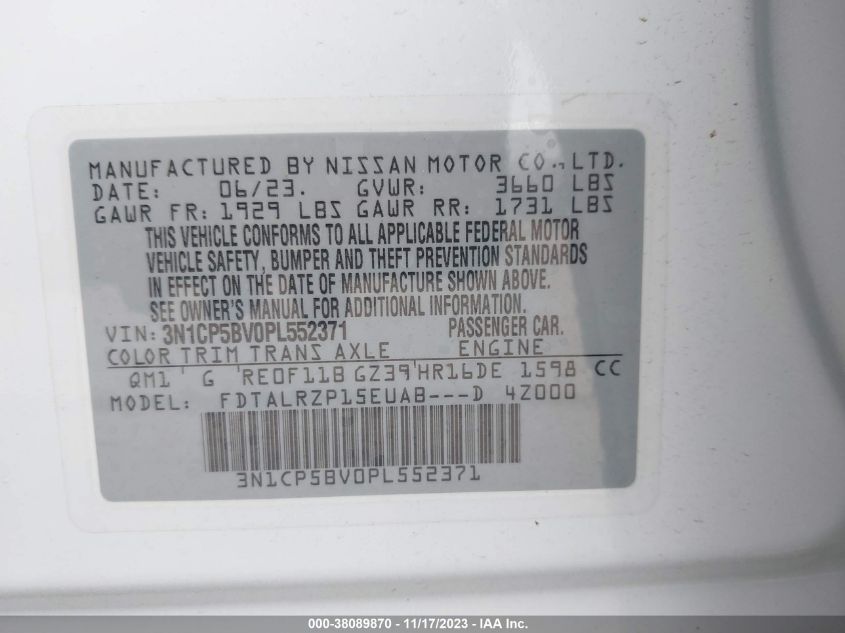 MANUFACTURED BY NISSAN MOTOR CO., LTD.
DATE: 06/23. GVWR: 3660 LBS
GAWR FR: 1929 LBS GAWR RR: 1731 LBS
THIS VEHICLE CONFORMS TO ALL APPLICABLE FEDERAL MOTOR
VEHICLE SAFETY, BUMPER AND THEFT PREVENTION STANDARDS
IN EFFECT ON THE DATE OF MANUFACTURE SHOWN ABOVE.
SEE OWNER'S MANUAL FOR ADDITIONAL INFORMATION.
VIN: 3N1CP5BV0PL552371 PASSENGER CAR.
COLOR TRIM TRANS AXLE ENGINE
QM1 G RE0F11B GZ39 HR16DE 1598 CC
MODEL: FDTALRZP15EUAB---D 4Z000
3N1CP5BV0PL552371
000-38089870 - 11/17/2023 - IAA Inc.